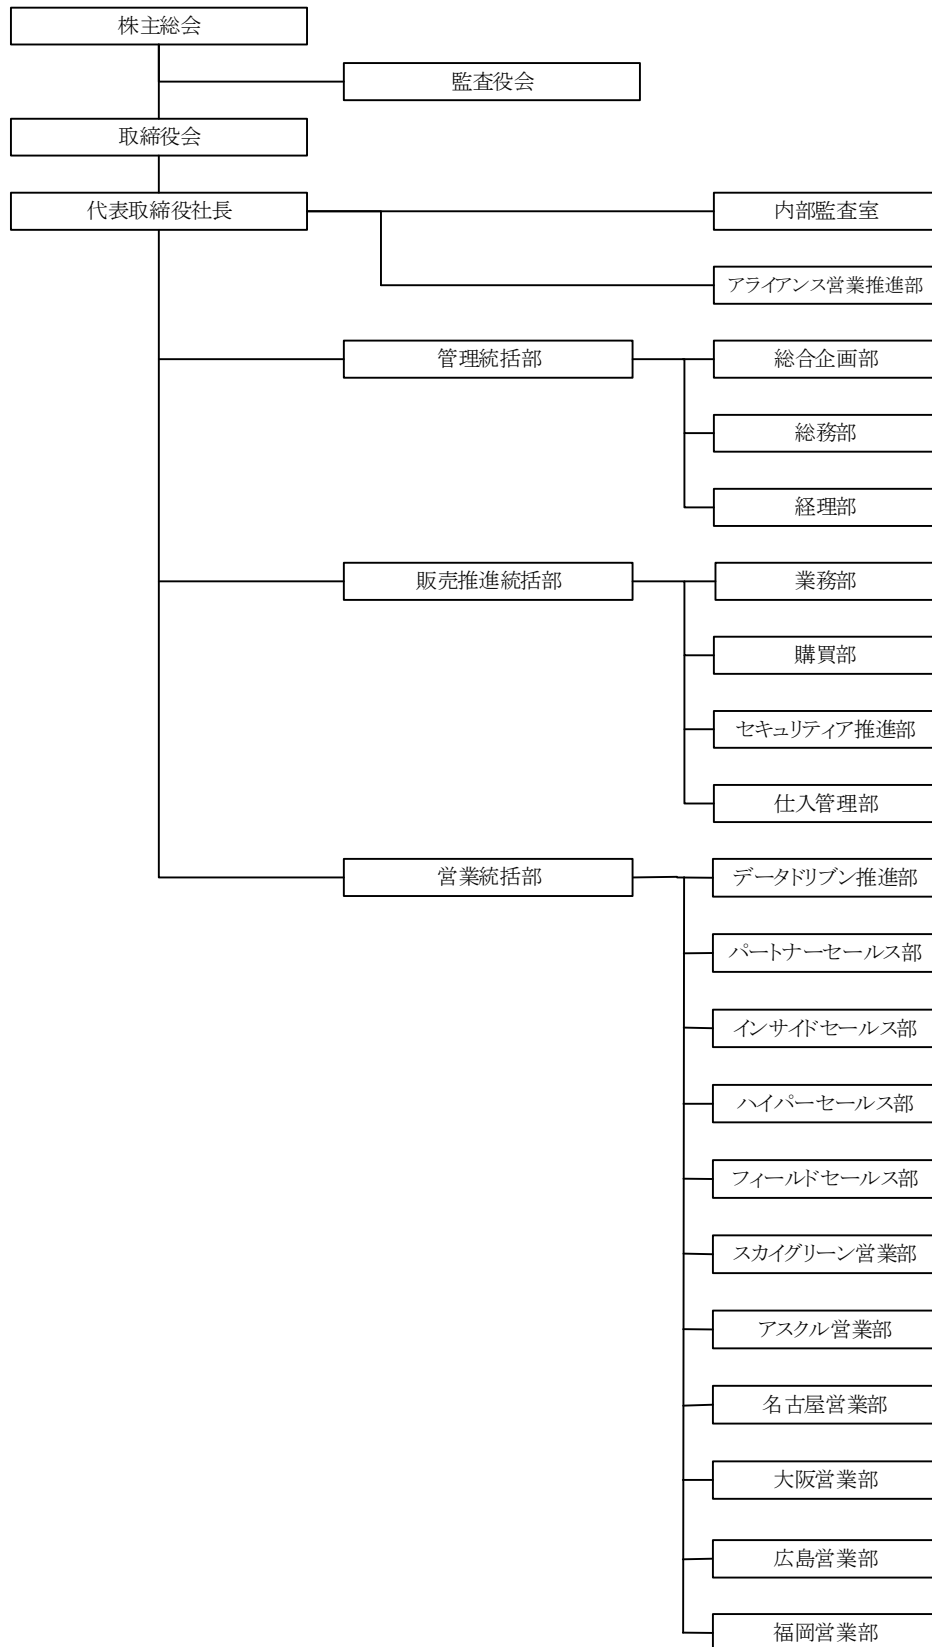 株主総会
監査役会
取締役会
代表取締役社長
内部監査室
アライアンス営業推進部
管理統括部
総合企画部
総務部
経理部
販売推進統括部
業務部
購買部
セキュリティア推進部
仕入管理部
営業統括部
データドリブン推進部
パートナーセールス部
インサイドセールス部
ハイパーセールス部
フィールドセールス部
スカイグリーン営業部
アスクル営業部
名古屋営業部
大阪営業部
広島営業部
福岡営業部